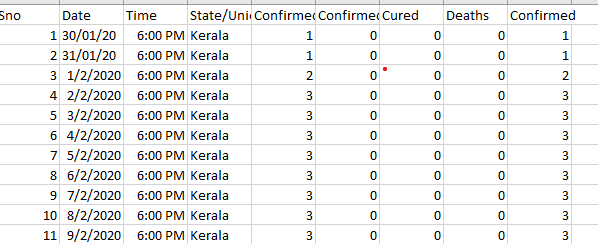 Sno Date Time State/Unio Confirmed Confirmed Cured Deaths Confirmed
1 30/01/20 6:00 PM Kerala 1 0 0 0 1
2 31/01/20 6:00 PM Kerala 1 0 0 0 1
3 1/2/2020 6:00 PM Kerala 2 0 0 0 2
4 2/2/2020 6:00 PM Kerala 3 0 0 0 3
5 3/2/2020 6:00 PM Kerala 3 0 0 0 3
6 4/2/2020 6:00 PM Kerala 3 0 0 0 3
7 5/2/2020 6:00 PM Kerala 3 0 0 0 3
8 6/2/2020 6:00 PM Kerala 3 0 0 0 3
9 7/2/2020 6:00 PM Kerala 3 0 0 0 3
10 8/2/2020 6:00 PM Kerala 3 0 0 0 3
11 9/2/2020 6:00 PM Kerala 3 0 0 0 3